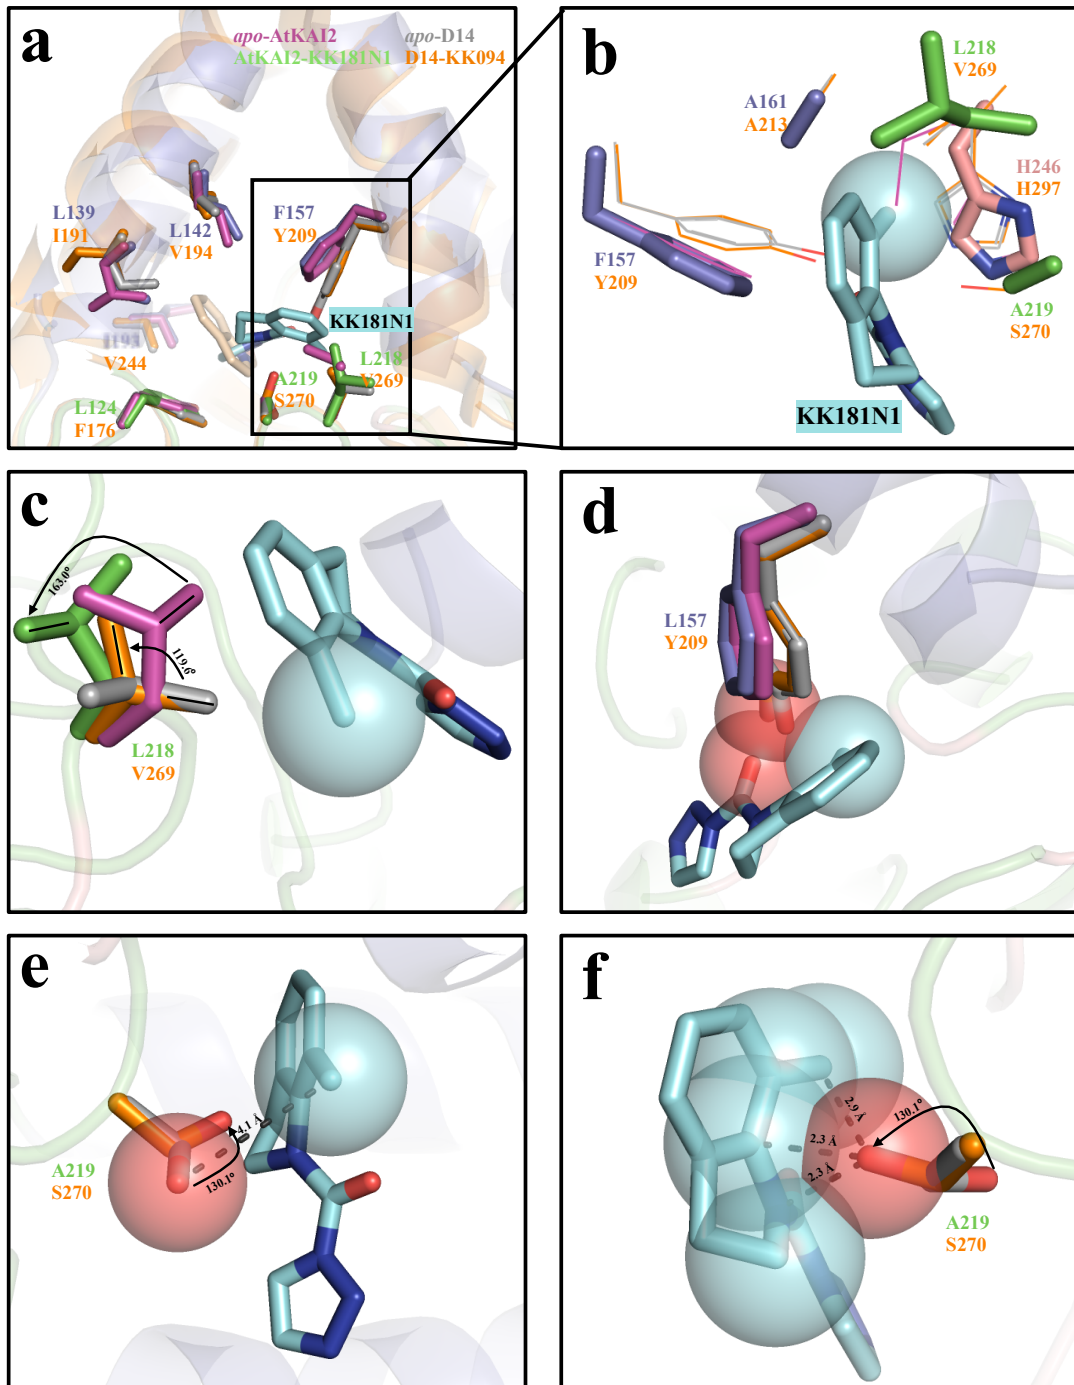 a
apo-AtKAI2 apo-D14
AtKAI2-KK181N1 D14-KK094
L139
I191
L142
V194
F157
Y209
KK181N1
I193
V244
L218
V269
A219
S270
L124
F176
b
L218
V269
A161
A213
H246
H297
F157
Y209
A219
S270
KK181N1
c
163.0°
119.6°
L218
V269
d
L157
Y209
e
4.1 Å
130.1°
A219
S270
f
2.9 Å
130.1°
2.3 Å
2.3 Å
A219
S270